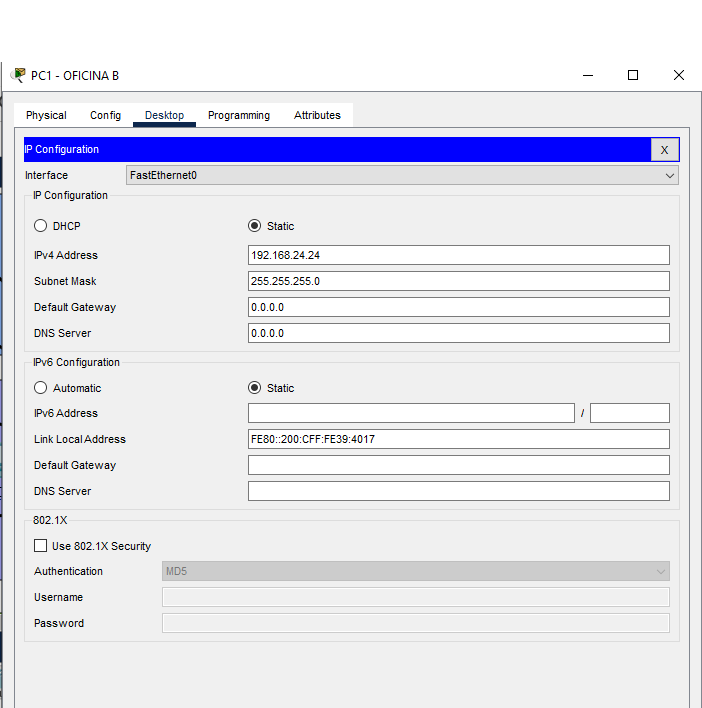 PC1 - OFICINA B
Physical Config Desktop Programming Attributes
IP Configuration X
Interface FastEthernet0
IP Configuration
DHCP Static
IPv4 Address 192.168.24.24
Subnet Mask 255.255.255.0
Default Gateway 0.0.0.0
DNS Server 0.0.0.0
IPv6 Configuration
Automatic Static
IPv6 Address /
Link Local Address FE80::200:CFF:FE39:4017
Default Gateway
DNS Server
802.1X
Use 802.1X Security
Authentication MD5
Username
Password